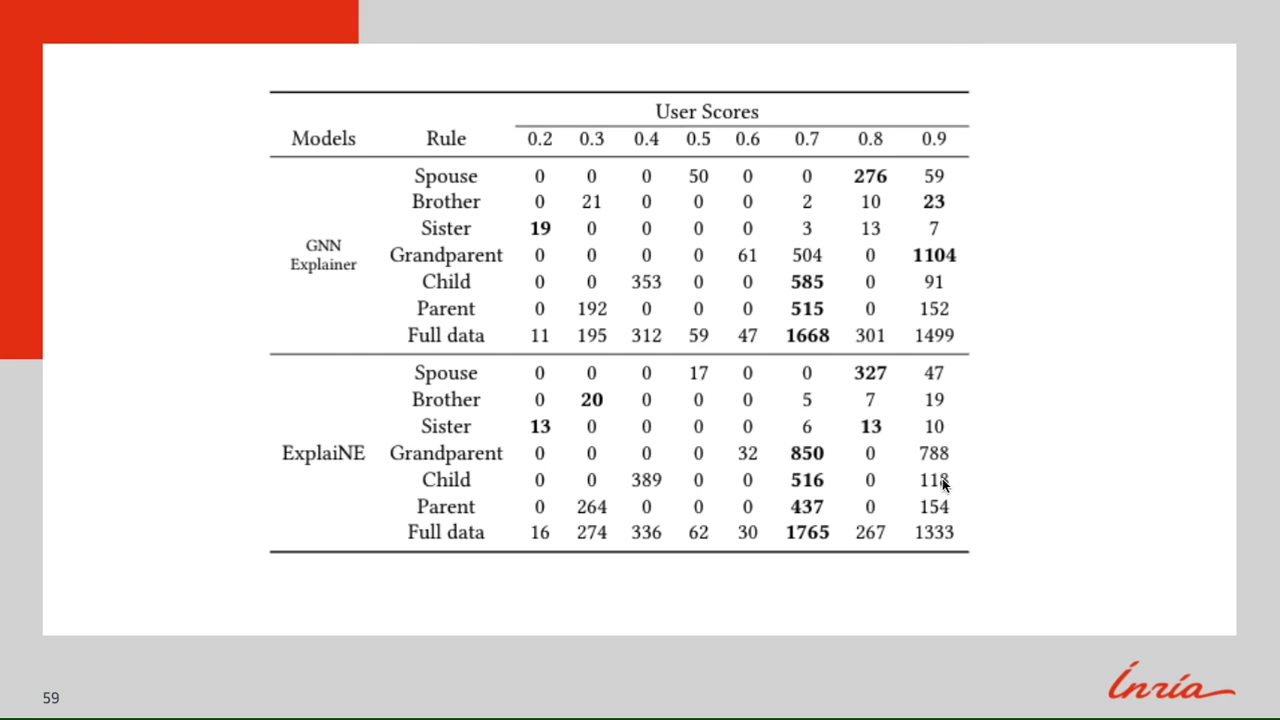 User Scores
Models Rule 0.2 0.3 0.4 0.5 0.6 0.7 0.8 0.9
Spouse 0 0 0 50 0 0 276 59
Brother 0 21 0 0 0 2 10 23
Sister 19 0 0 0 0 3 13 7
GNN Explainer
Grandparent 0 0 0 0 61 504 0 1104
Child 0 0 353 0 0 585 0 91
Parent 0 192 0 0 0 515 0 152
Full data 11 195 312 59 47 1668 301 1499
Spouse 0 0 0 17 0 0 327 47
Brother 0 20 0 0 0 5 7 19
Sister 13 0 0 0 0 6 13 10
ExplaiNE Grandparent 0 0 0 0 32 850 0 788
Child 0 0 389 0 0 516 0 118
Parent 0 264 0 0 0 437 0 154
Full data 16 274 336 62 30 1765 267 1333
59
Inria